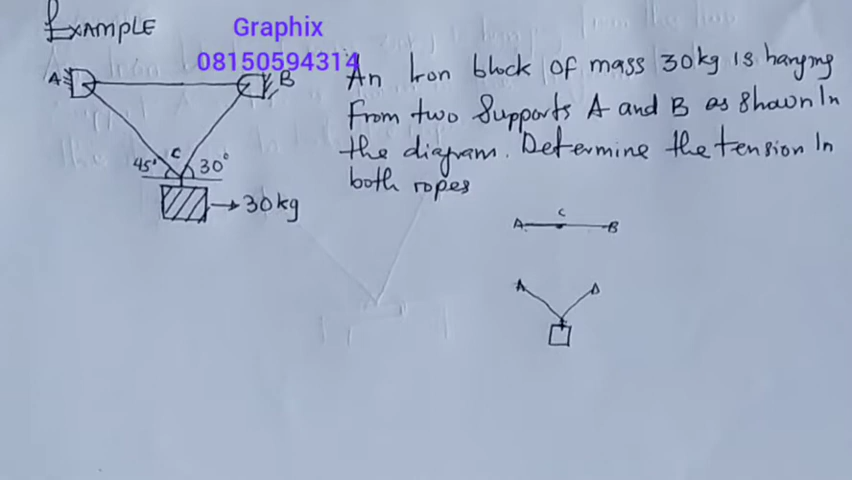 EXAMPLE
Graphix
08150594314
An Iron block of mass 30kg is hanging
From two Supports A and B as Shown In
the diagram. Determine the tension In
both ropes
A
B
C
45°
30°
30kg
C
A
B
A